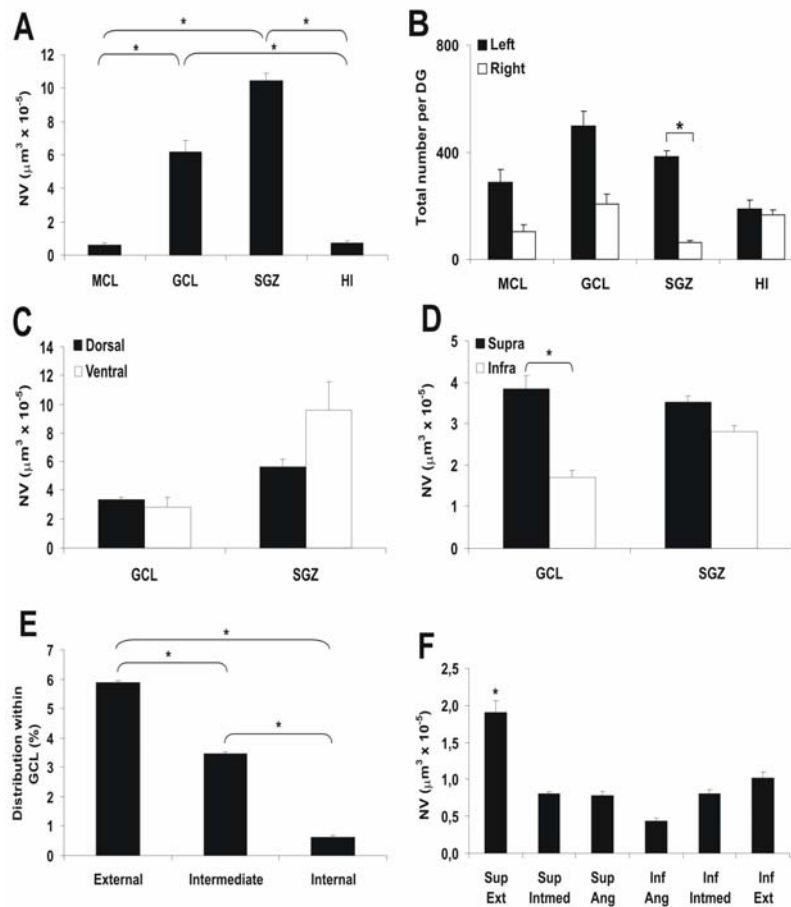 A
* *
* *
NV (µm³ x 10⁻⁵)
12
10
8
6
4
2
0
MCL GCL SGZ HI
B
Left
Right
Total number per DG
800
400
0
*
MCL GCL SGZ HI
C
Dorsal
Ventral
NV (µm³ x 10⁻⁵)
14
12
10
8
6
4
2
0
GCL SGZ
D
Supra
Infra
NV (µm³ x 10⁻⁵)
5
4
3
2
1
0
*
GCL SGZ
E
Distribution within
GCL (%)
7
6
5
4
3
2
1
0
*
*
*
External Intermediate Internal
F
NV (µm³ x 10⁻⁵)
2,5
2,0
1,5
1,0
0,5
0,0
*
Sup Sup Sup Inf Inf Inf
Ext Intmed Ang Ang Intmed Ext